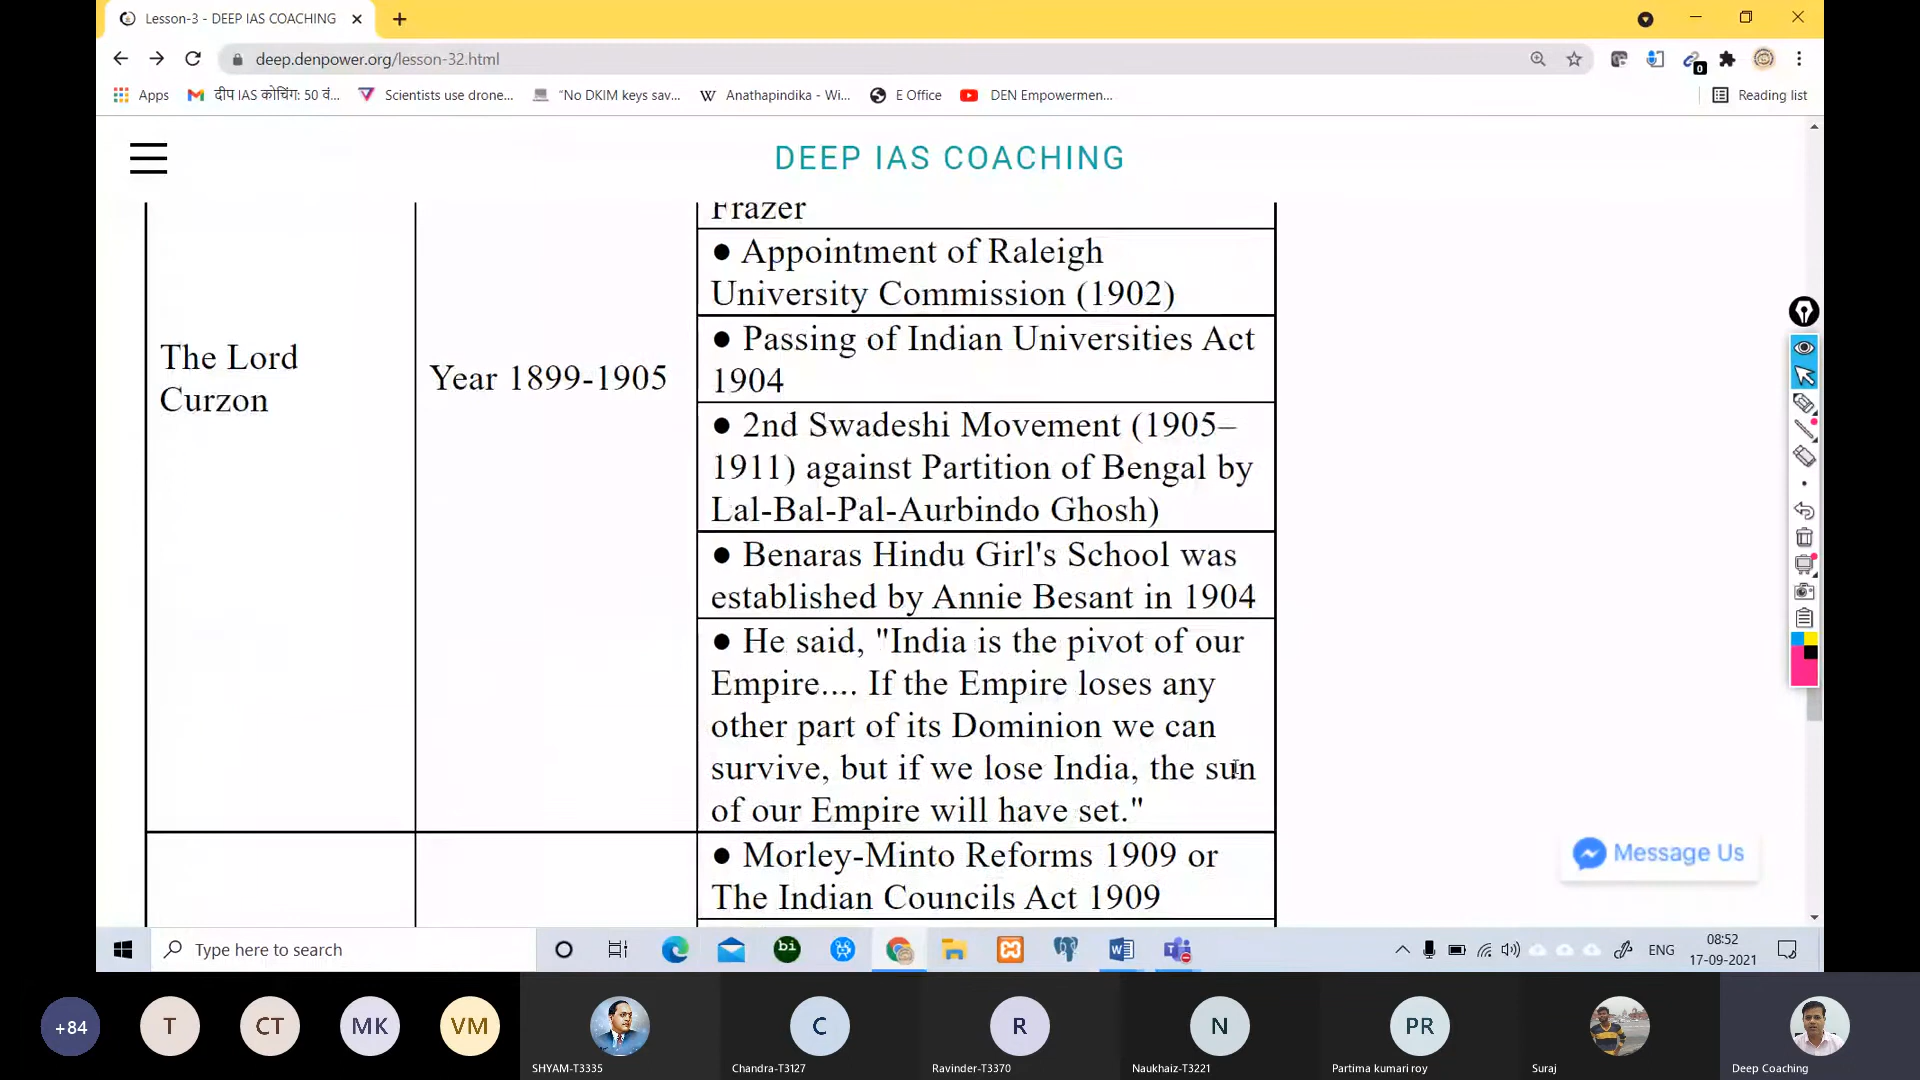 Lesson-3 - DEEP IAS COACHING
deep.denpower.org/lesson-32.html
0
Apps
दीप IAS कोचिंग: 50 वं...
Scientists use drone...
"No DKIM keys sav...
Anathapindika - Wi...
E Office
DEN Empowermen...
Reading list
DEEP IAS COACHING
Frazer
● Appointment of Raleigh
University Commission (1902)
● Passing of Indian Universities Act
1904
The Lord
Curzon
Year 1899-1905
● 2nd Swadeshi Movement (1905–
1911) against Partition of Bengal by
Lal-Bal-Pal-Aurbindo Ghosh)
● Benaras Hindu Girl's School was
established by Annie Besant in 1904
● He said, "India is the pivot of our
Empire.... If the Empire loses any
other part of its Dominion we can
survive, but if we lose India, the sun
of our Empire will have set."
● Morley-Minto Reforms 1909 or
The Indian Councils Act 1909
Message Us
Type here to search
bi
ENG
08:52
17-09-2021
+84
T
CT
MK
VM
C
R
N
PR
SHYAM-T3335
Chandra-T3127
Ravinder-T3370
Naukhaiz-T3221
Partima kumari roy
Suraj
Deep Coaching